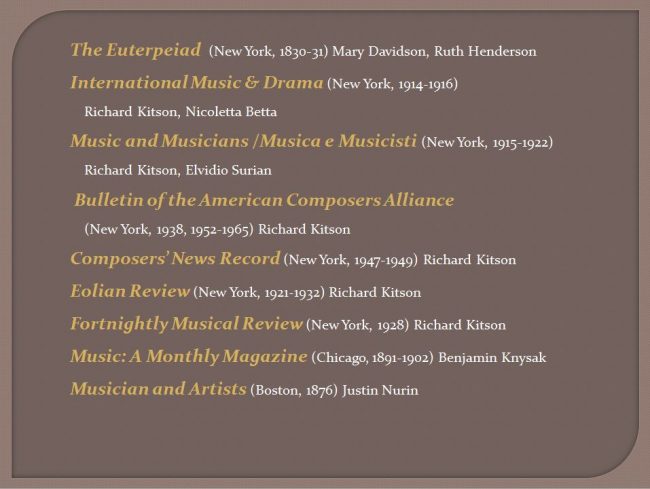 The Euterpeiad (New York, 1830-31) Mary Davidson, Ruth Henderson
International Music & Drama (New York, 1914-1916)
Richard Kitson, Nicoletta Betta
Music and Musicians /Musica e Musicisti (New York, 1915-1922)
Richard Kitson, Elvidio Surian
Bulletin of the American Composers Alliance
(New York, 1938, 1952-1965) Richard Kitson
Composers' News Record (New York, 1947-1949) Richard Kitson
Eolian Review (New York, 1921-1932) Richard Kitson
Fortnightly Musical Review (New York, 1928) Richard Kitson
Music: A Monthly Magazine (Chicago, 1891-1902) Benjamin Knysak
Musician and Artists (Boston, 1876) Justin Nurin